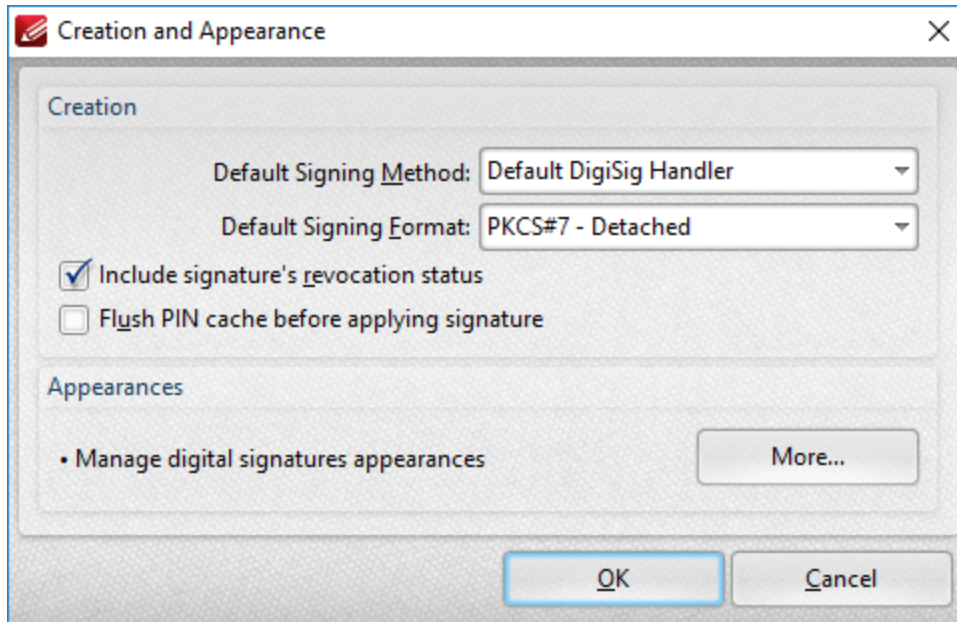 Creation and Appearance
Creation
Default Signing Method: Default DigiSig Handler
Default Signing Format: PKCS#7 - Detached
Include signature's revocation status
Flush PIN cache before applying signature
Appearances
• Manage digital signatures appearances More...
OK Cancel